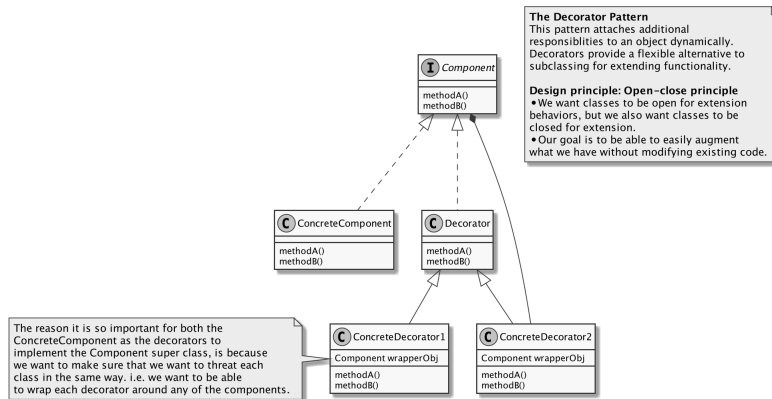 The Decorator Pattern
This pattern attaches additional
responsiblities to an object dynamically.
Decorators provide a flexible alternative to
subclassing for extending functionality.
Design principle: Open-close principle
•We want classes to be open for extension
behaviors, but we also want classes to be
closed for extension.
•Our goal is to be able to easily augment
what we have without modifying existing code.
I Component
methodA()
methodB()
C ConcreteComponent
methodA()
methodB()
C Decorator
methodA()
methodB()
The reason it is so important for both the
ConcreteComponent as the decorators to
implement the Component super class, is because
we want to make sure that we want to threat each
class in the same way. i.e. we want to be able
to wrap each decorator around any of the components.
C ConcreteDecorator1
Component wrapperObj
methodA()
methodB()
C ConcreteDecorator2
Component wrapperObj
methodA()
methodB()